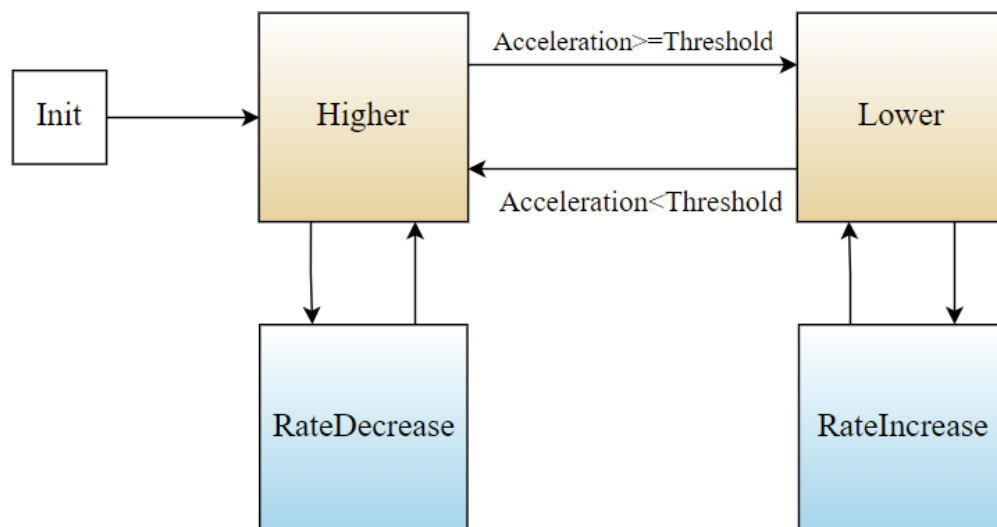 Acceleration>=Threshold
Init
Higher
Lower
Acceleration<Threshold
RateDecrease
RateIncrease